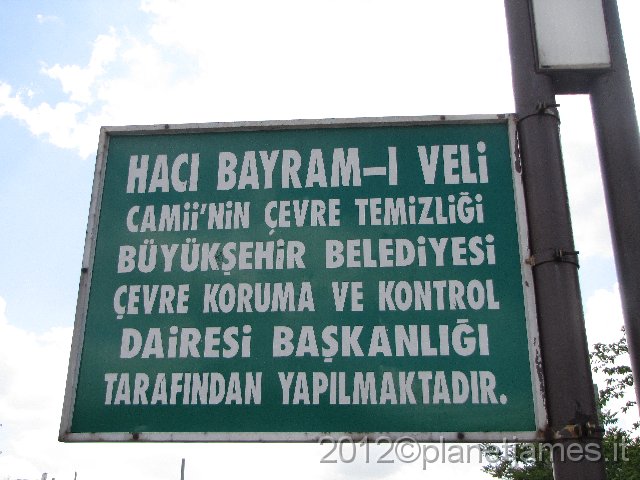 HACI BAYRAM–I VELİ
CAMİİ'NİN ÇEVRE TEMİZLİĞİ
BÜYÜKŞEHİR BELEDİYESİ
ÇEVRE KORUMA VE KONTROL
DAİRESİ BAŞKANLIĞI
TARAFINDAN YAPILMAKTADIR.
2012©planetjames.lt